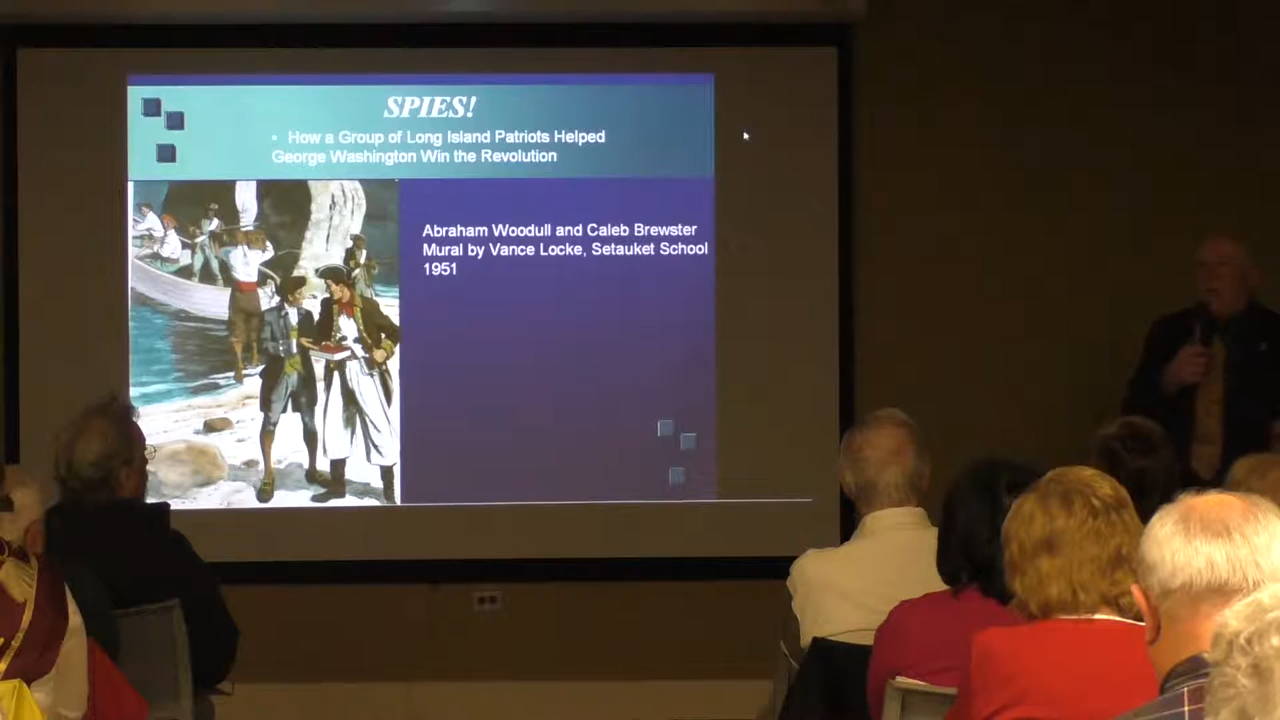 SPIES!
• How a Group of Long Island Patriots Helped
George Washington Win the Revolution
Abraham Woodull and Caleb Brewster
Mural by Vance Locke, Setauket School
1951